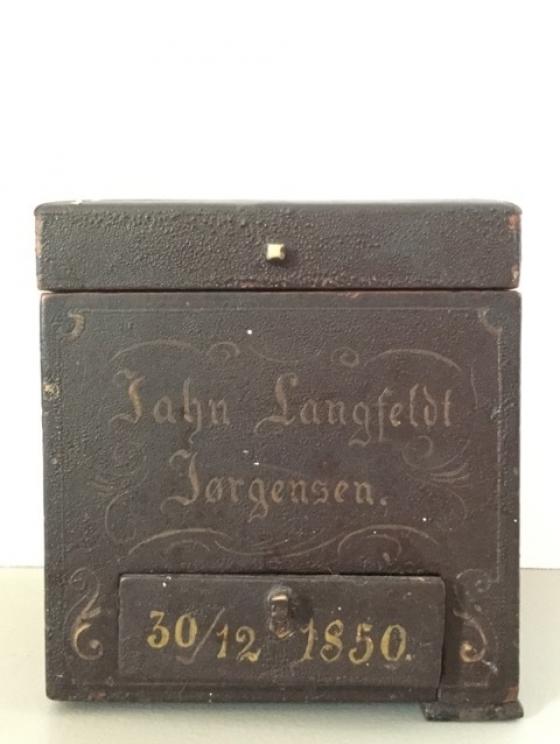 Jahn Langfeldt
Jørgensen.
30/12 1850.